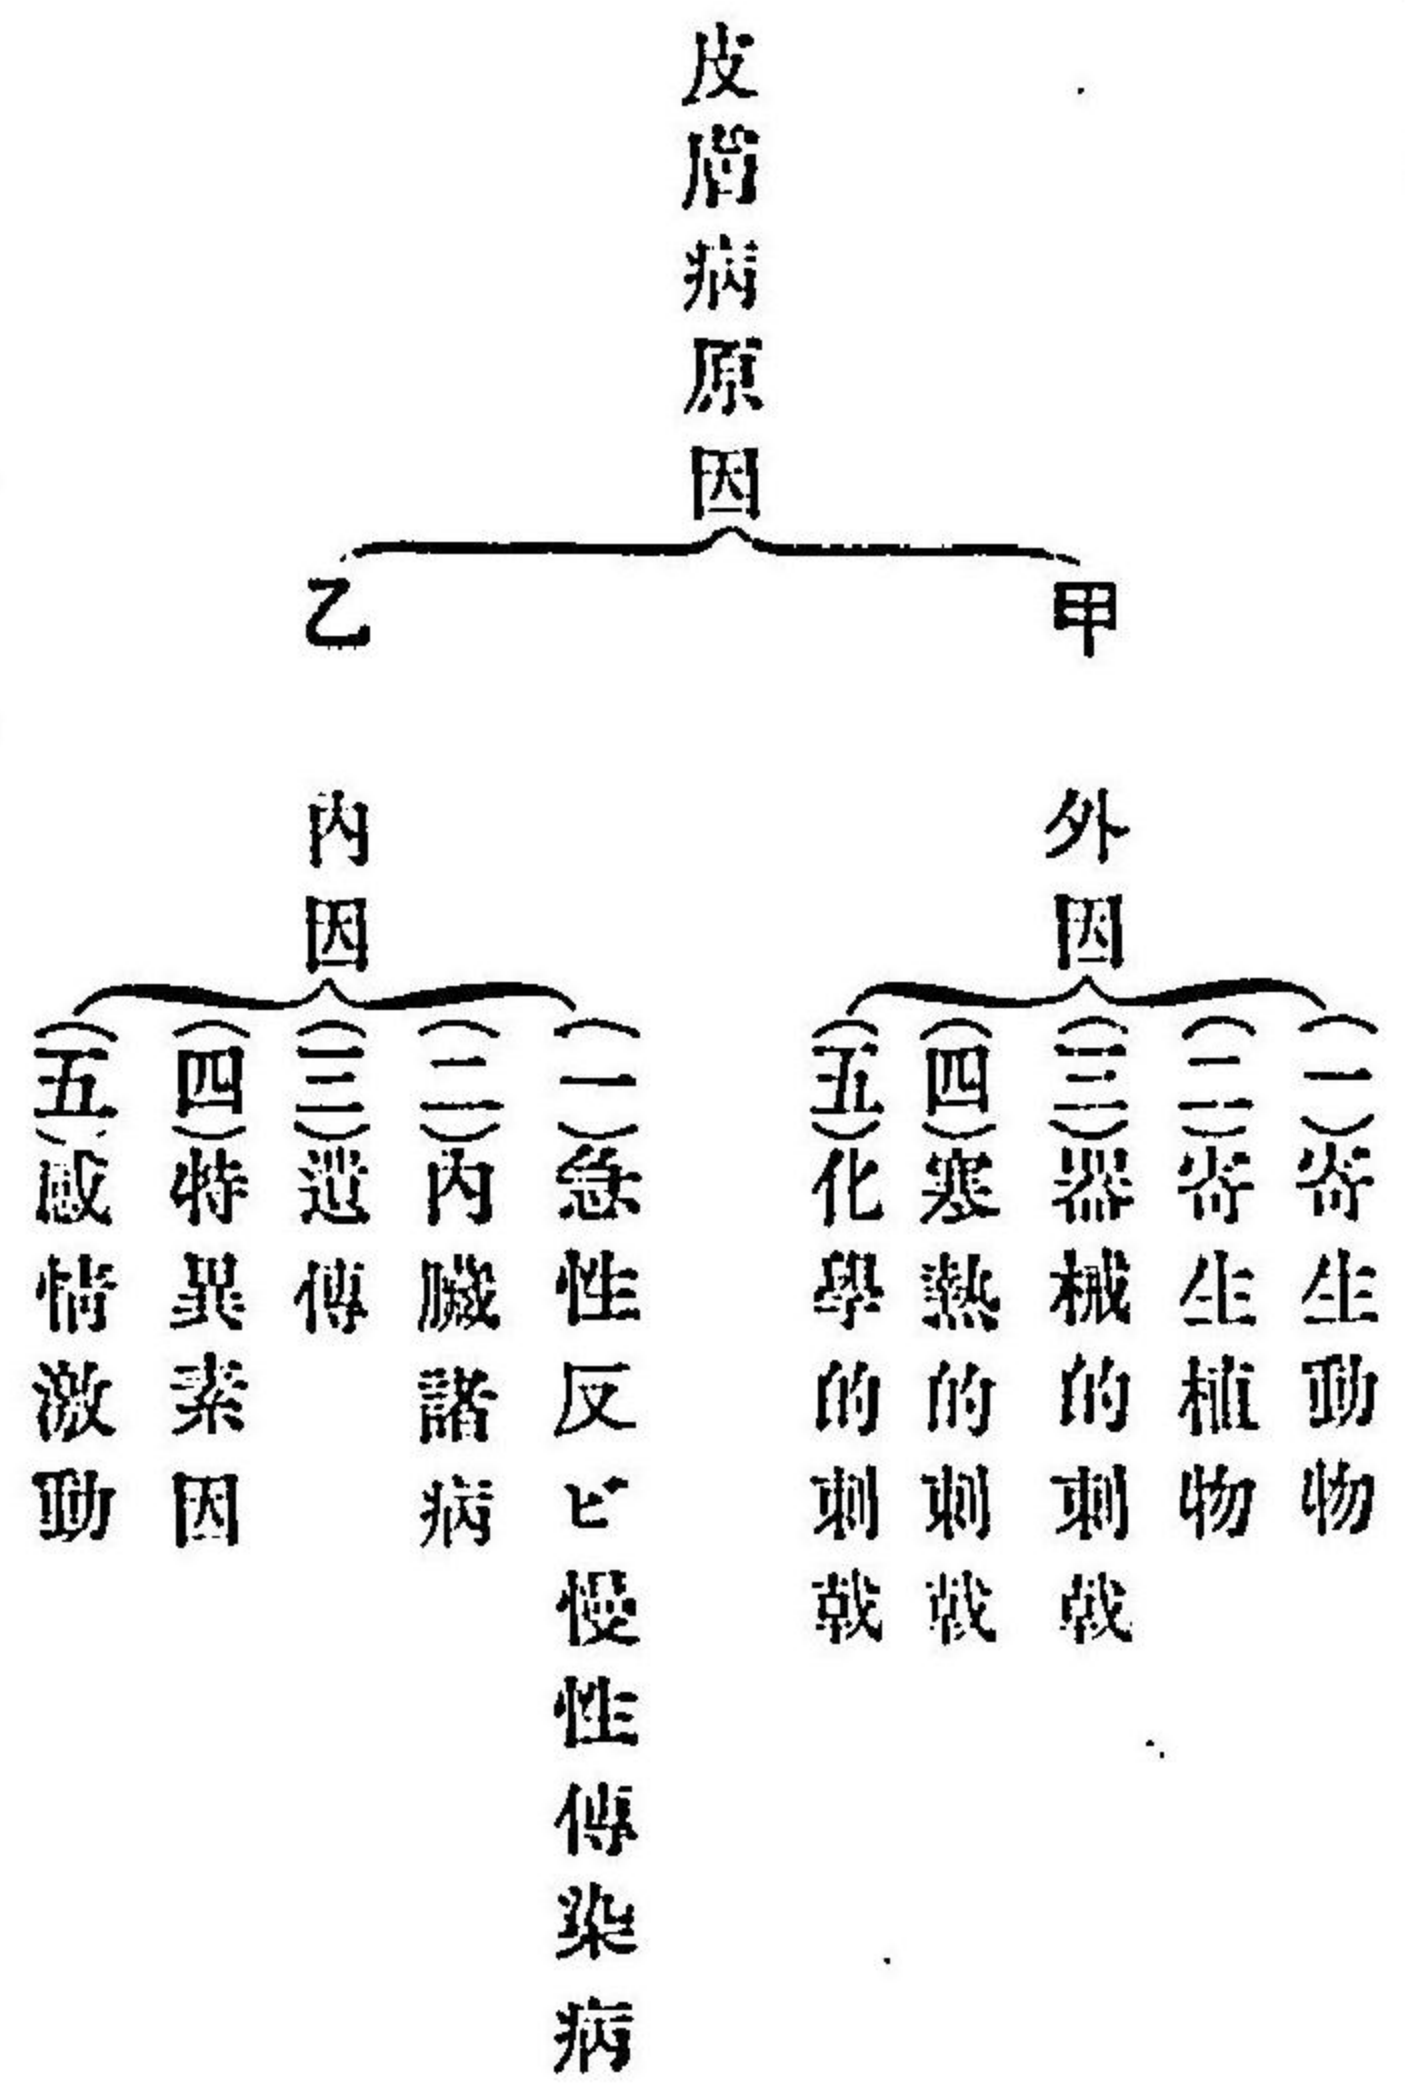 皮膚病原因
甲 外因
(一)寄生動物
(二)寄生植物
(三)器械的刺戟
(四)寒熱的刺戟
(五)化學的刺戟
乙 內因
(一)急性反ビ慢性傳染病
(二)內臟諸病
(三)遺傳
(四)特異素因
(五)感情激動